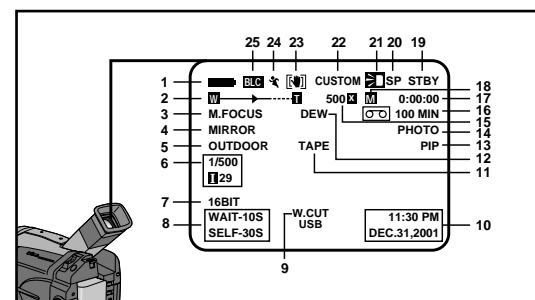 25 24 23 22 21 20 19
1 BLC CUSTOM SP STBY
18
2 W T 500 X M 0:00:00 17
3 M.FOCUS DEW 100 MIN 16
15
4 MIRROR PHOTO 14
5 OUTDOOR TAPE PIP 13
6 1/500 12
I 29 11
7 16BIT
8 WAIT-10S W.CUT 11:30 PM 10
SELF-30S USB DEC.31,2001
9